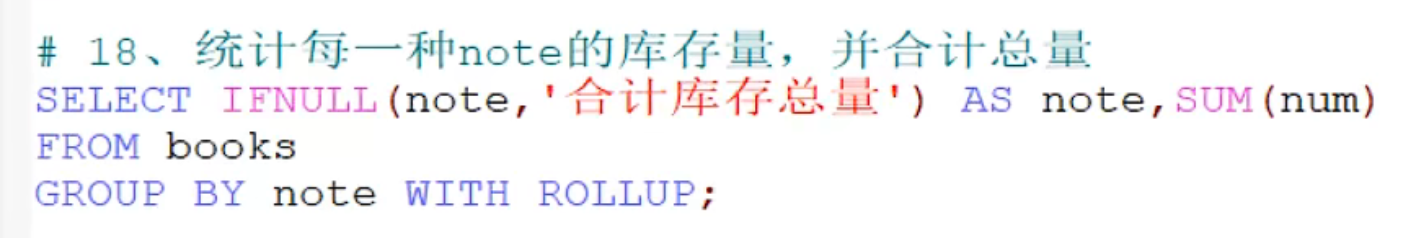 # 18、统计每一种note的库存量，并合计总量
SELECT IFNULL(note,'合计库存总量') AS note,SUM(num)
FROM books
GROUP BY note WITH ROLLUP;